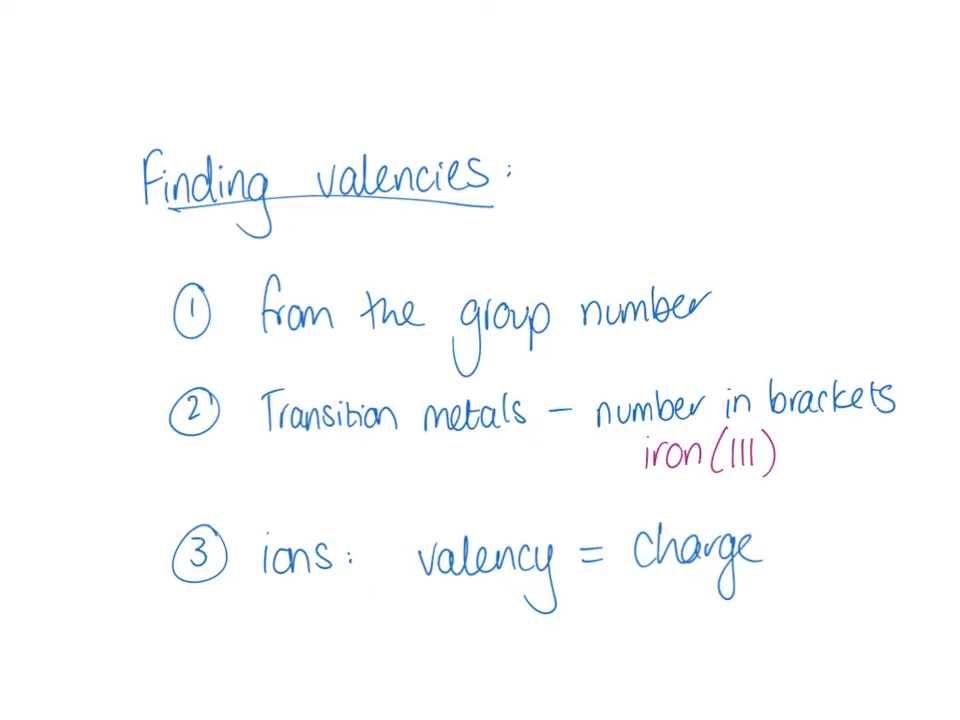 Finding valencies:
① from the group number
② Transition metals – number in brackets
iron(III)
③ ions: valency = charge